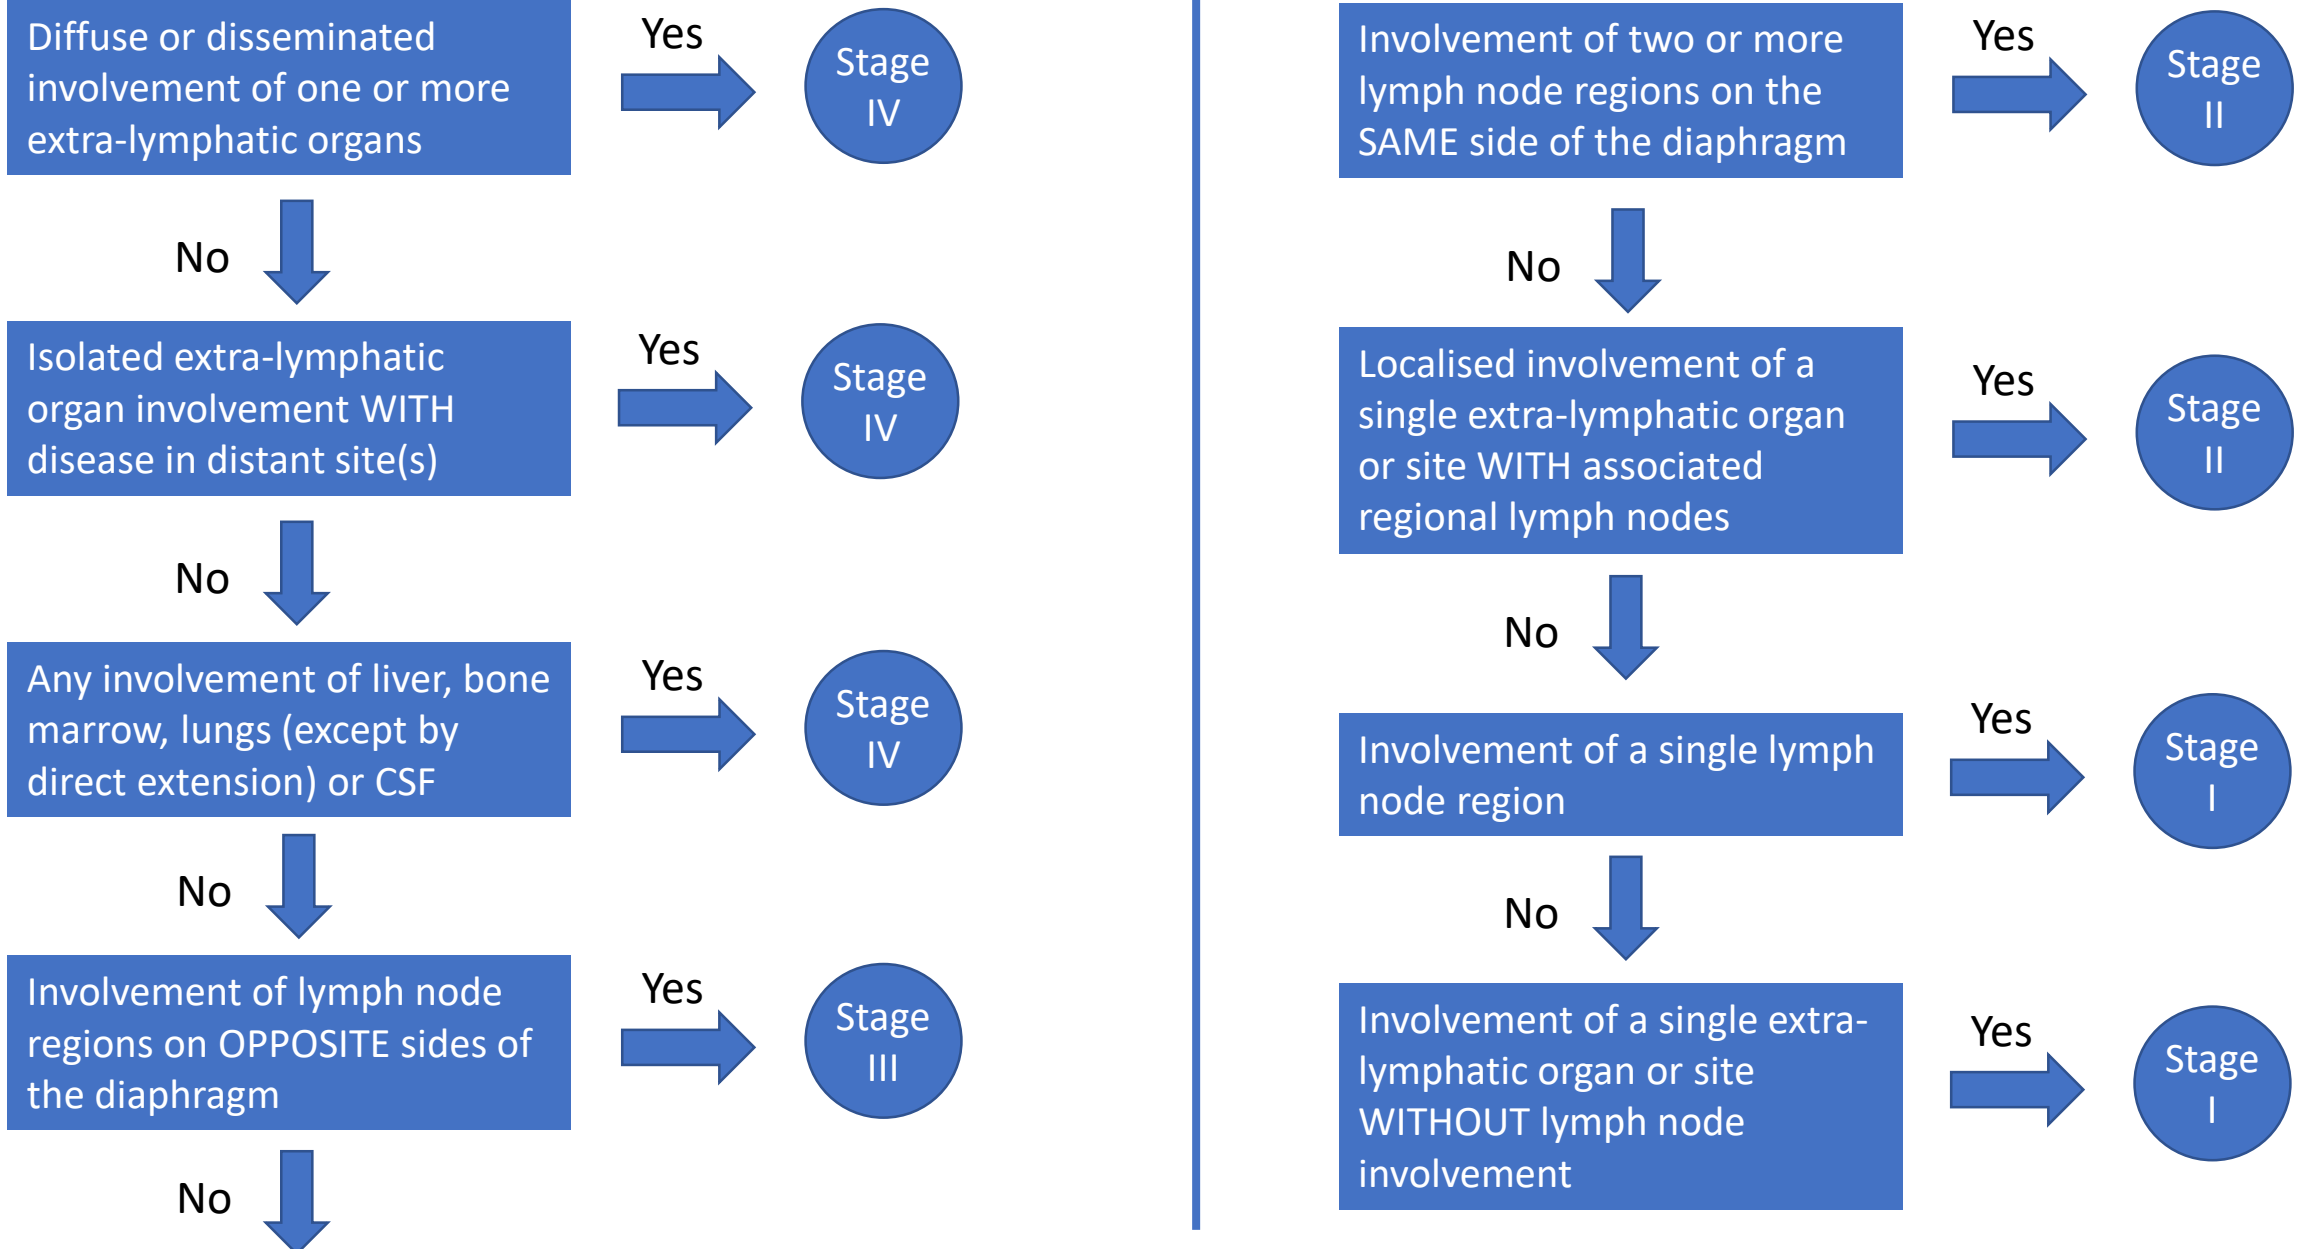 Diffuse or disseminated
involvement of one or more
extra-lymphatic organs
Yes
Stage
IV
No
Isolated extra-lymphatic
organ involvement WITH
disease in distant site(s)
Yes
Stage
IV
No
Any involvement of liver, bone
marrow, lungs (except by
direct extension) or CSF
Yes
Stage
IV
No
Involvement of lymph node
regions on OPPOSITE sides of
the diaphragm
Yes
Stage
III
No
Involvement of two or more
lymph node regions on the
SAME side of the diaphragm
Yes
Stage
II
No
Localised involvement of a
single extra-lymphatic organ
or site WITH associated
regional lymph nodes
Yes
Stage
II
No
Involvement of a single lymph
node region
Yes
Stage
I
No
Involvement of a single extra-
lymphatic organ or site
WITHOUT lymph node
involvement
Yes
Stage
I